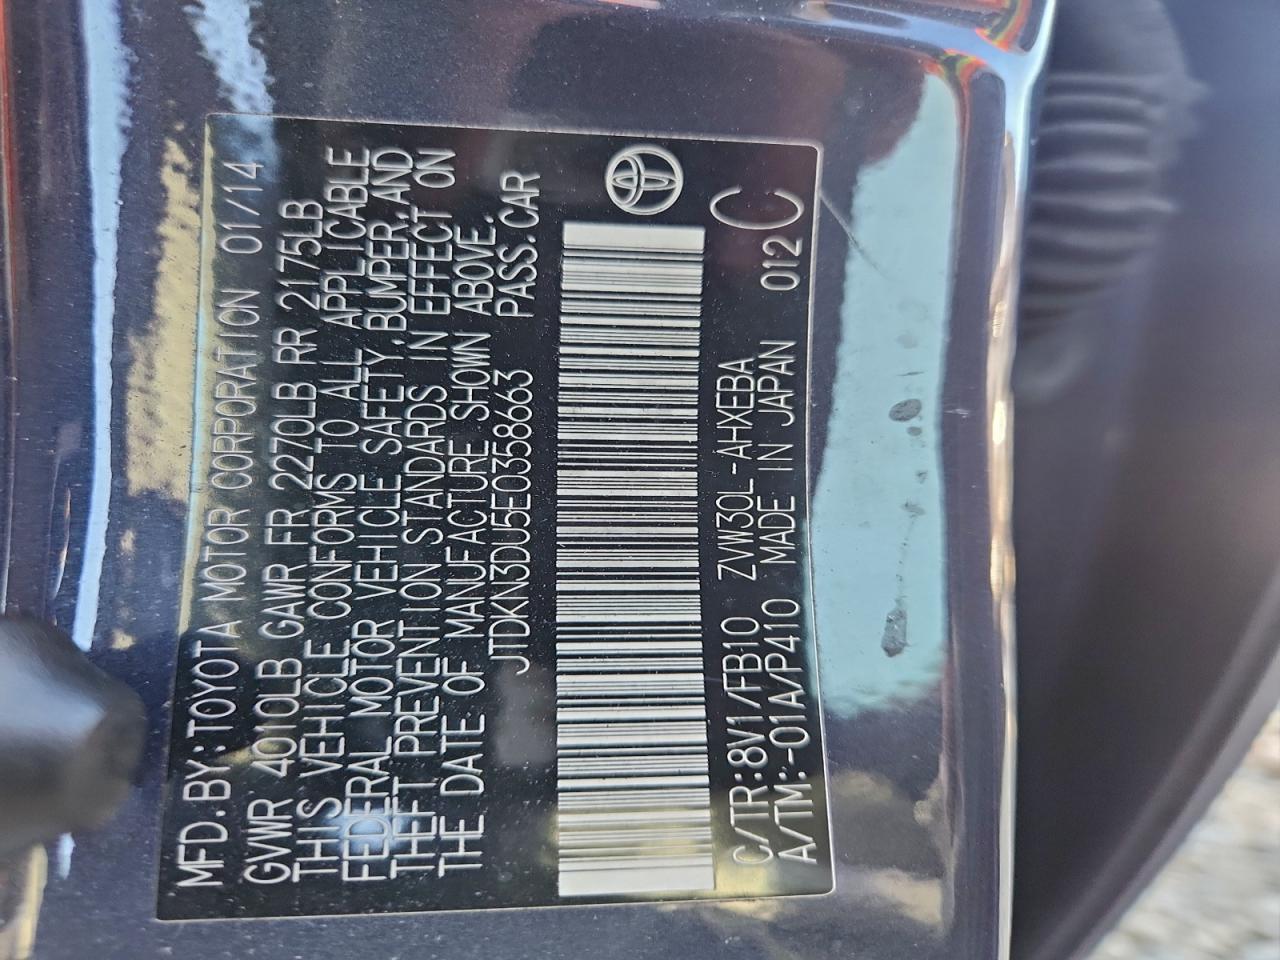 MFD.BY:TOYOTA MOTOR CORPORATION 01/14
GVWR 4010LB GAWR FR 2270LB RR 2175LB
THIS VEHICLE CONFORMS TO ALL APPLICABLE
FEDERAL MOTOR VEHICLE SAFETY,BUMPER,AND
THEFT PREVENTION STANDARDS IN EFFECT ON
THE DATE OF MANUFACTURE SHOWN ABOVE.
JTDKN3DU5E0358663 PASS.CAR
C/TR:8V1/FB10 ZVW30L-AHXEBA
A/TM:-01A/P410 MADE IN JAPAN 012 C